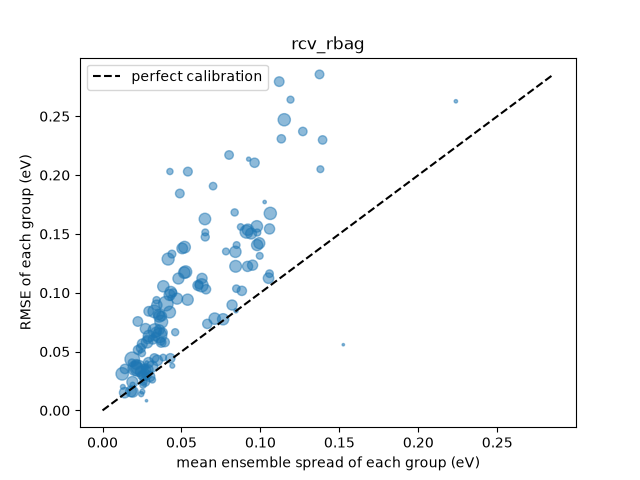 rcv_rbag
perfect calibration
RMSE of each group (eV)
0.25
0.20
0.15
0.10
0.05
0.00
0.00 0.05 0.10 0.15 0.20 0.25
mean ensemble spread of each group (eV)